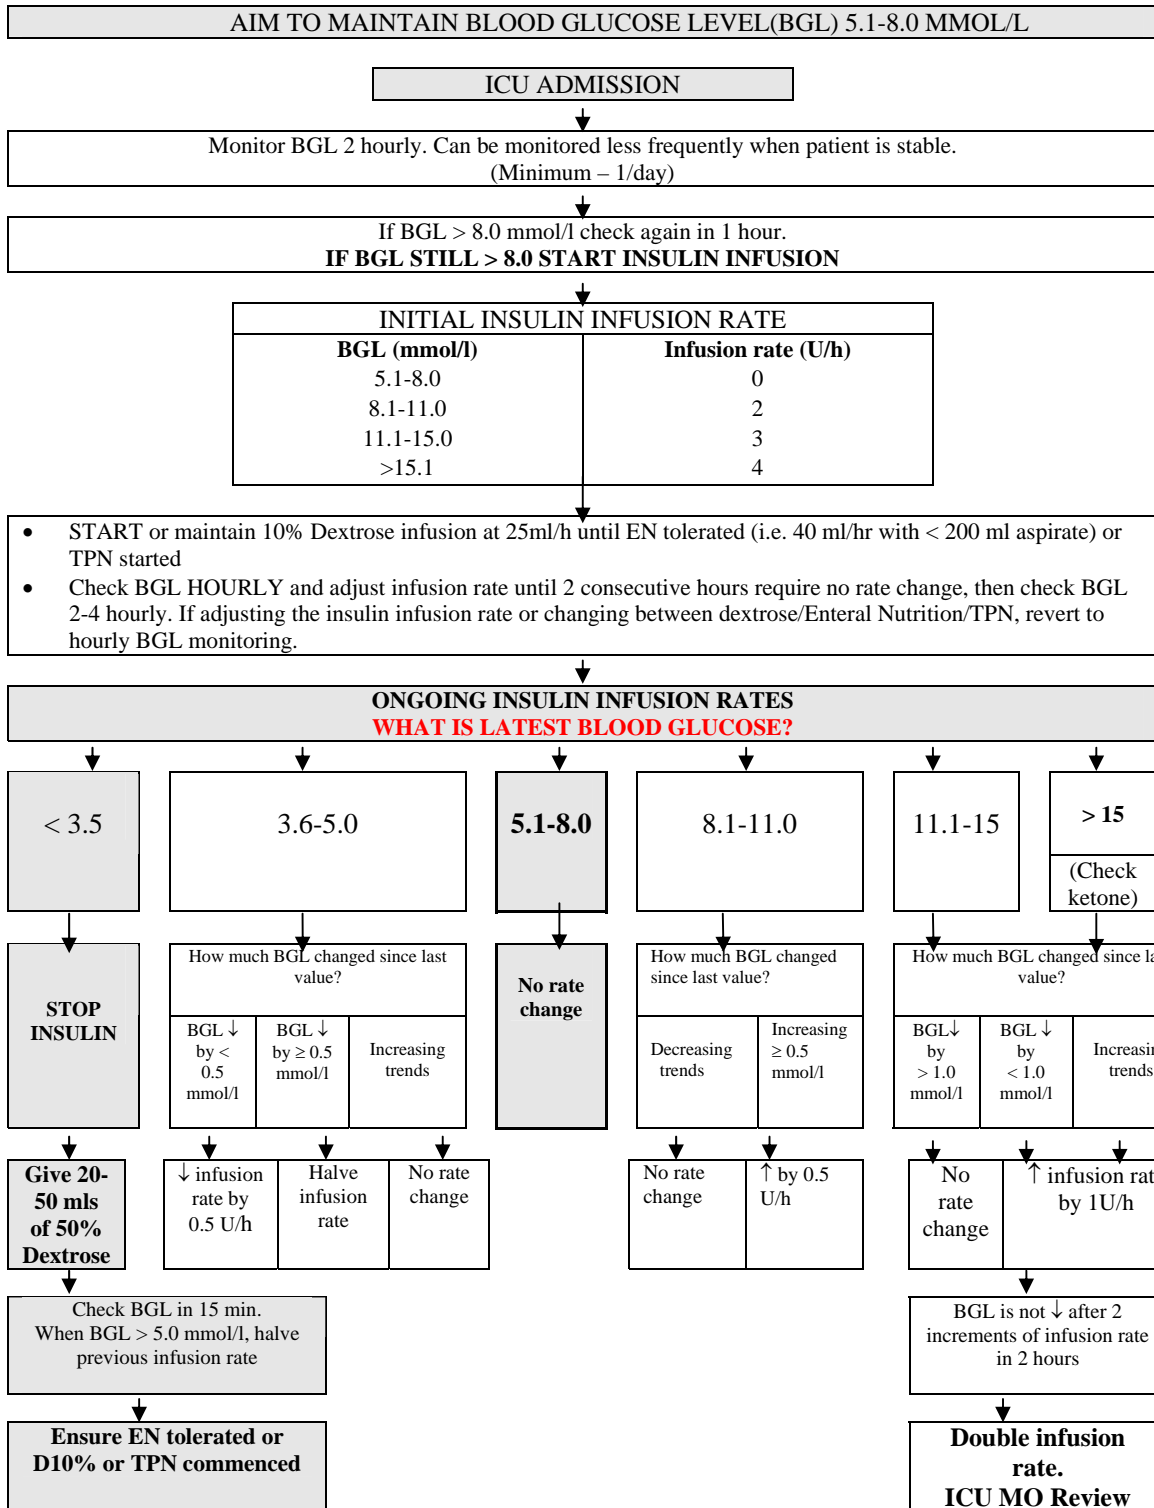 AIM TO MAINTAIN BLOOD GLUCOSE LEVEL(BGL) 5.1-8.0 MMOL/L
ICU ADMISSION
Monitor BGL 2 hourly. Can be monitored less frequently when patient is stable.
(Minimum – 1/day)
If BGL > 8.0 mmol/l check again in 1 hour.
IF BGL STILL > 8.0 START INSULIN INFUSION
INITIAL INSULIN INFUSION RATE
BGL (mmol/l) Infusion rate (U/h)
5.1-8.0 0
8.1-11.0 2
11.1-15.0 3
>15.1 4
• START or maintain 10% Dextrose infusion at 25ml/h until EN tolerated (i.e. 40 ml/hr with < 200 ml aspirate) or
TPN started
• Check BGL HOURLY and adjust infusion rate until 2 consecutive hours require no rate change, then check BGL
2-4 hourly. If adjusting the insulin infusion rate or changing between dextrose/Enteral Nutrition/TPN, revert to
hourly BGL monitoring.
ONGOING INSULIN INFUSION RATES
WHAT IS LATEST BLOOD GLUCOSE?
< 3.5
3.6-5.0
5.1-8.0
8.1-11.0
11.1-15
> 15
(Check
ketone)
STOP
INSULIN
How much BGL changed since last
value?
BGL ↓
by <
0.5
mmol/l
BGL ↓
by ≥ 0.5
mmol/l
Increasing
trends
No rate
change
How much BGL changed
since last value?
Decreasing
trends
Increasing
≥ 0.5
mmol/l
How much BGL changed since la
value?
BGL↓
by
> 1.0
mmol/l
BGL ↓
by
< 1.0
mmol/l
Increasin
trends
Give 20-
50 mls
of 50%
Dextrose
↓ infusion
rate by
0.5 U/h
Halve
infusion
rate
No rate
change
No rate
change
↑ by 0.5
U/h
No
rate
change
↑ infusion rat
by 1U/h
Check BGL in 15 min.
When BGL > 5.0 mmol/l, halve
previous infusion rate
BGL is not ↓ after 2
increments of infusion rate
in 2 hours
Ensure EN tolerated or
D10% or TPN commenced
Double infusion
rate.
ICU MO Review